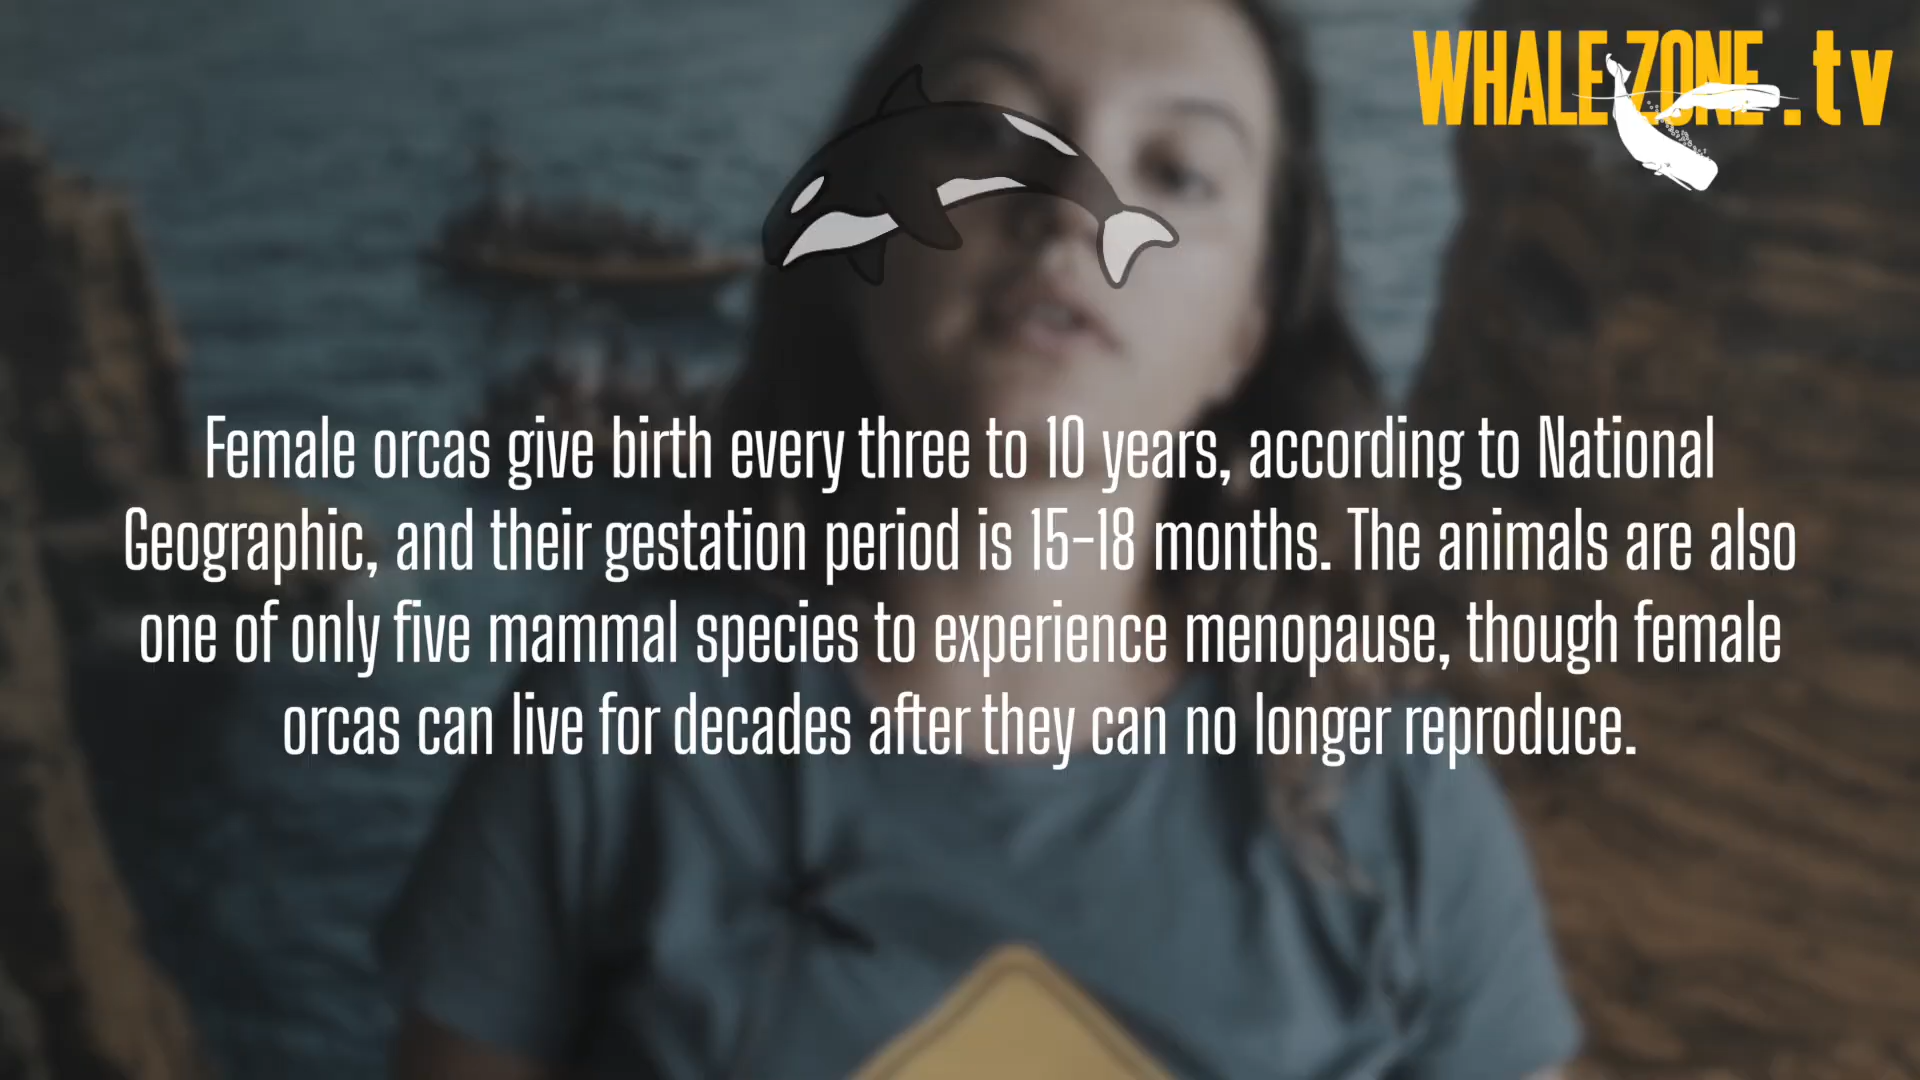 WHALE ZONE.tv
Female orcas give birth every three to 10 years, according to National
Geographic, and their gestation period is 15-18 months. The animals are also
one of only five mammal species to experience menopause, though female
orcas can live for decades after they can no longer reproduce.